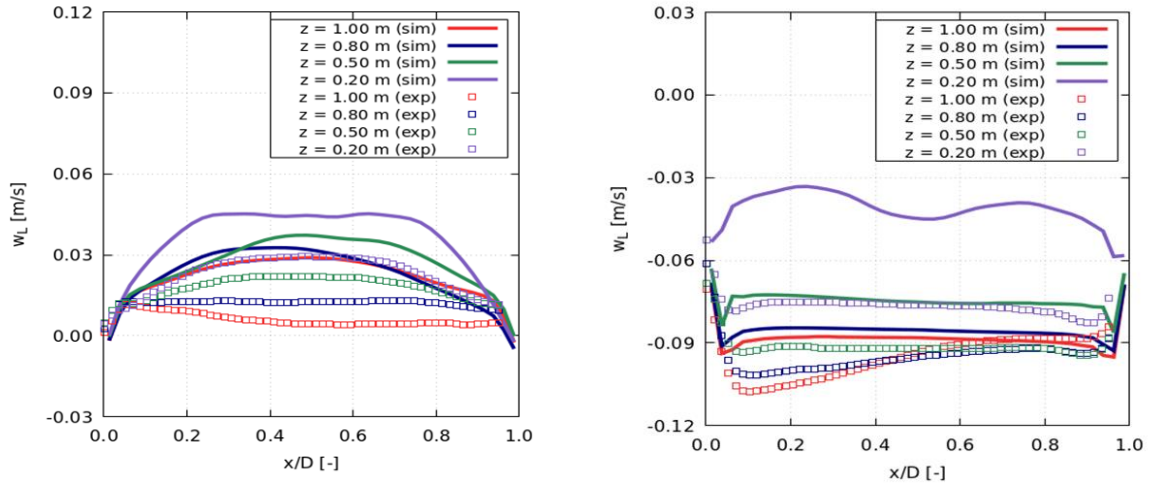 z = 1.00 m (sim)
z = 0.80 m (sim)
z = 0.50 m (sim)
z = 0.20 m (sim)
z = 1.00 m (exp)
z = 0.80 m (exp)
z = 0.50 m (exp)
z = 0.20 m (exp)
0.12
0.09
0.06
0.03
0.00
-0.03
wL [m/s]
0.0 0.2 0.4 0.6 0.8 1.0
x/D [-]
z = 1.00 m (sim)
z = 0.80 m (sim)
z = 0.50 m (sim)
z = 0.20 m (sim)
z = 1.00 m (exp)
z = 0.80 m (exp)
z = 0.50 m (exp)
z = 0.20 m (exp)
0.03
0.00
-0.03
-0.06
-0.09
-0.12
wL [m/s]
0.0 0.2 0.4 0.6 0.8 1.0
x/D [-]